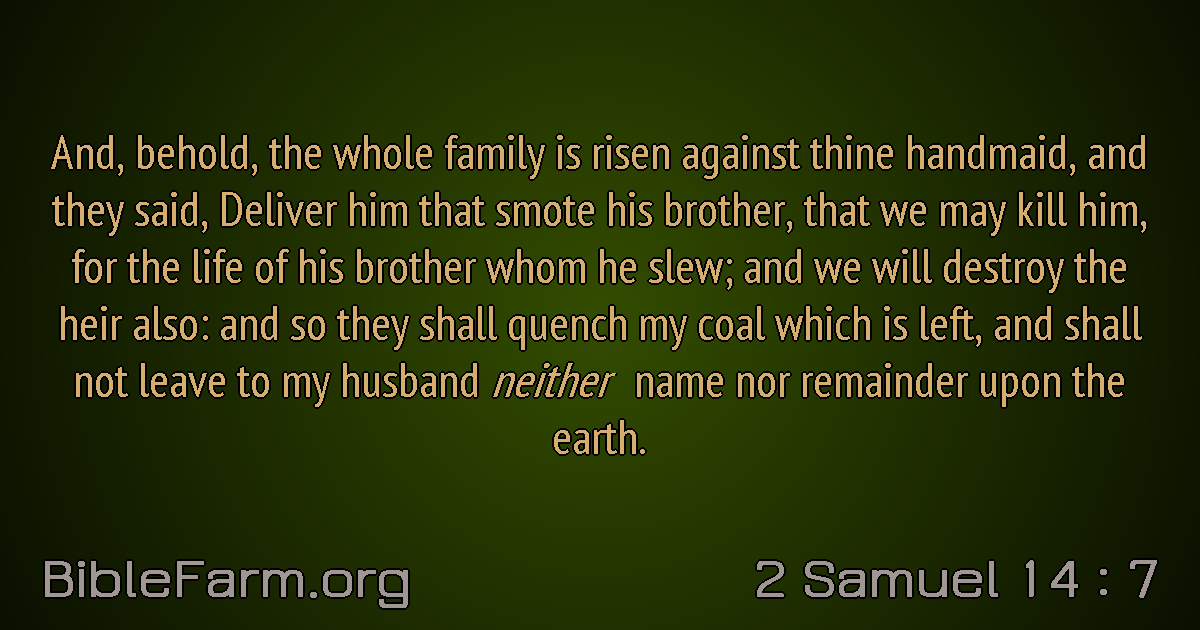 And, behold, the whole family is risen against thine handmaid, and
they said, Deliver him that smote his brother, that we may kill him,
for the life of his brother whom he slew; and we will destroy the
heir also: and so they shall quench my coal which is left, and shall
not leave to my husband neither name nor remainder upon the
earth.
BibleFarm.org
2 Samuel 14 : 7